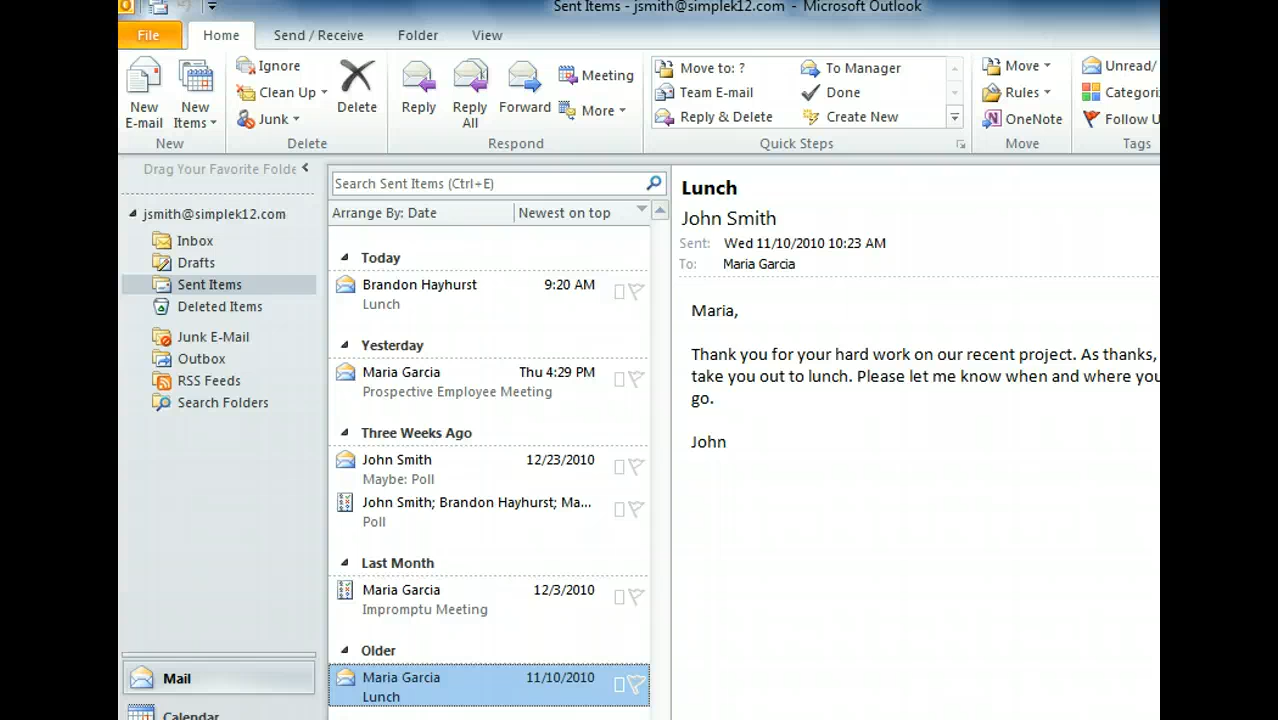 Sent Items - jsmith@simplek12.com - Microsoft Outlook
File Home Send / Receive Folder View
Ignore
Clean Up
Junk
New E-mail
New Items
Delete
Reply
Reply All
Forward
Meeting
More
Move to: ? To Manager
Team E-mail Done
Reply & Delete Create New
Move
Rules
OneNote
Unread/
Categori
Follow U
New Delete Respond Quick Steps Move Tags
Drag Your Favorite Folde
jsmith@simplek12.com
Inbox
Drafts
Sent Items
Deleted Items
Junk E-Mail
Outbox
RSS Feeds
Search Folders
Mail
Calendar
Search Sent Items (Ctrl+E)
Arrange By: Date Newest on top
Today
Brandon Hayhurst 9:20 AM
Lunch
Yesterday
Maria Garcia Thu 4:29 PM
Prospective Employee Meeting
Three Weeks Ago
John Smith 12/23/2010
Maybe: Poll
John Smith; Brandon Hayhurst; Ma...
Poll
Last Month
Maria Garcia 12/3/2010
Impromptu Meeting
Older
Maria Garcia 11/10/2010
Lunch
Lunch
John Smith
Sent: Wed 11/10/2010 10:23 AM
To: Maria Garcia
Maria,
Thank you for your hard work on our recent project. As thanks,
take you out to lunch. Please let me know when and where you
go.
John